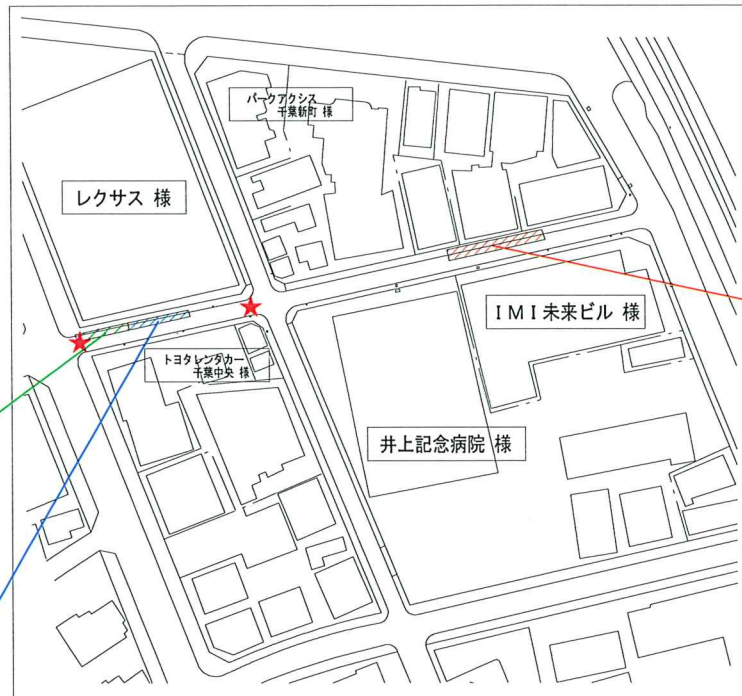 パークアクシス
千葉新町 様
レクサス 様
IMI未来ビル 様
トヨタレンタカー
千葉中央 様
井上記念病院 様